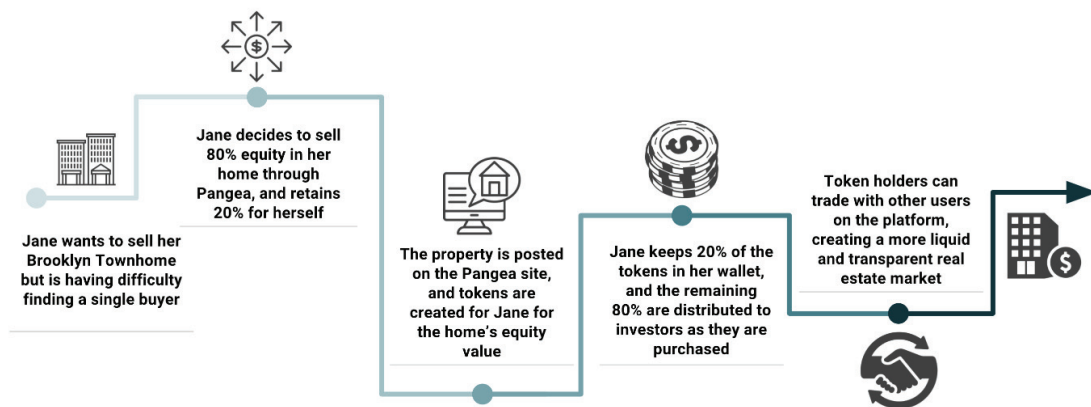 Jane wants to sell her
Brooklyn Townhome
but is having difficulty
finding a single buyer
$
Jane decides to sell
80% equity in her
home through
Pangea, and retains
20% for herself
The property is posted
on the Pangea site,
and tokens are
created for Jane for
the home's equity
value
$
Jane keeps 20% of the
tokens in her wallet,
and the remaining
80% are distributed to
investors as they are
purchased
Token holders can
trade with other users
on the platform,
creating a more liquid
and transparent real
estate market
$